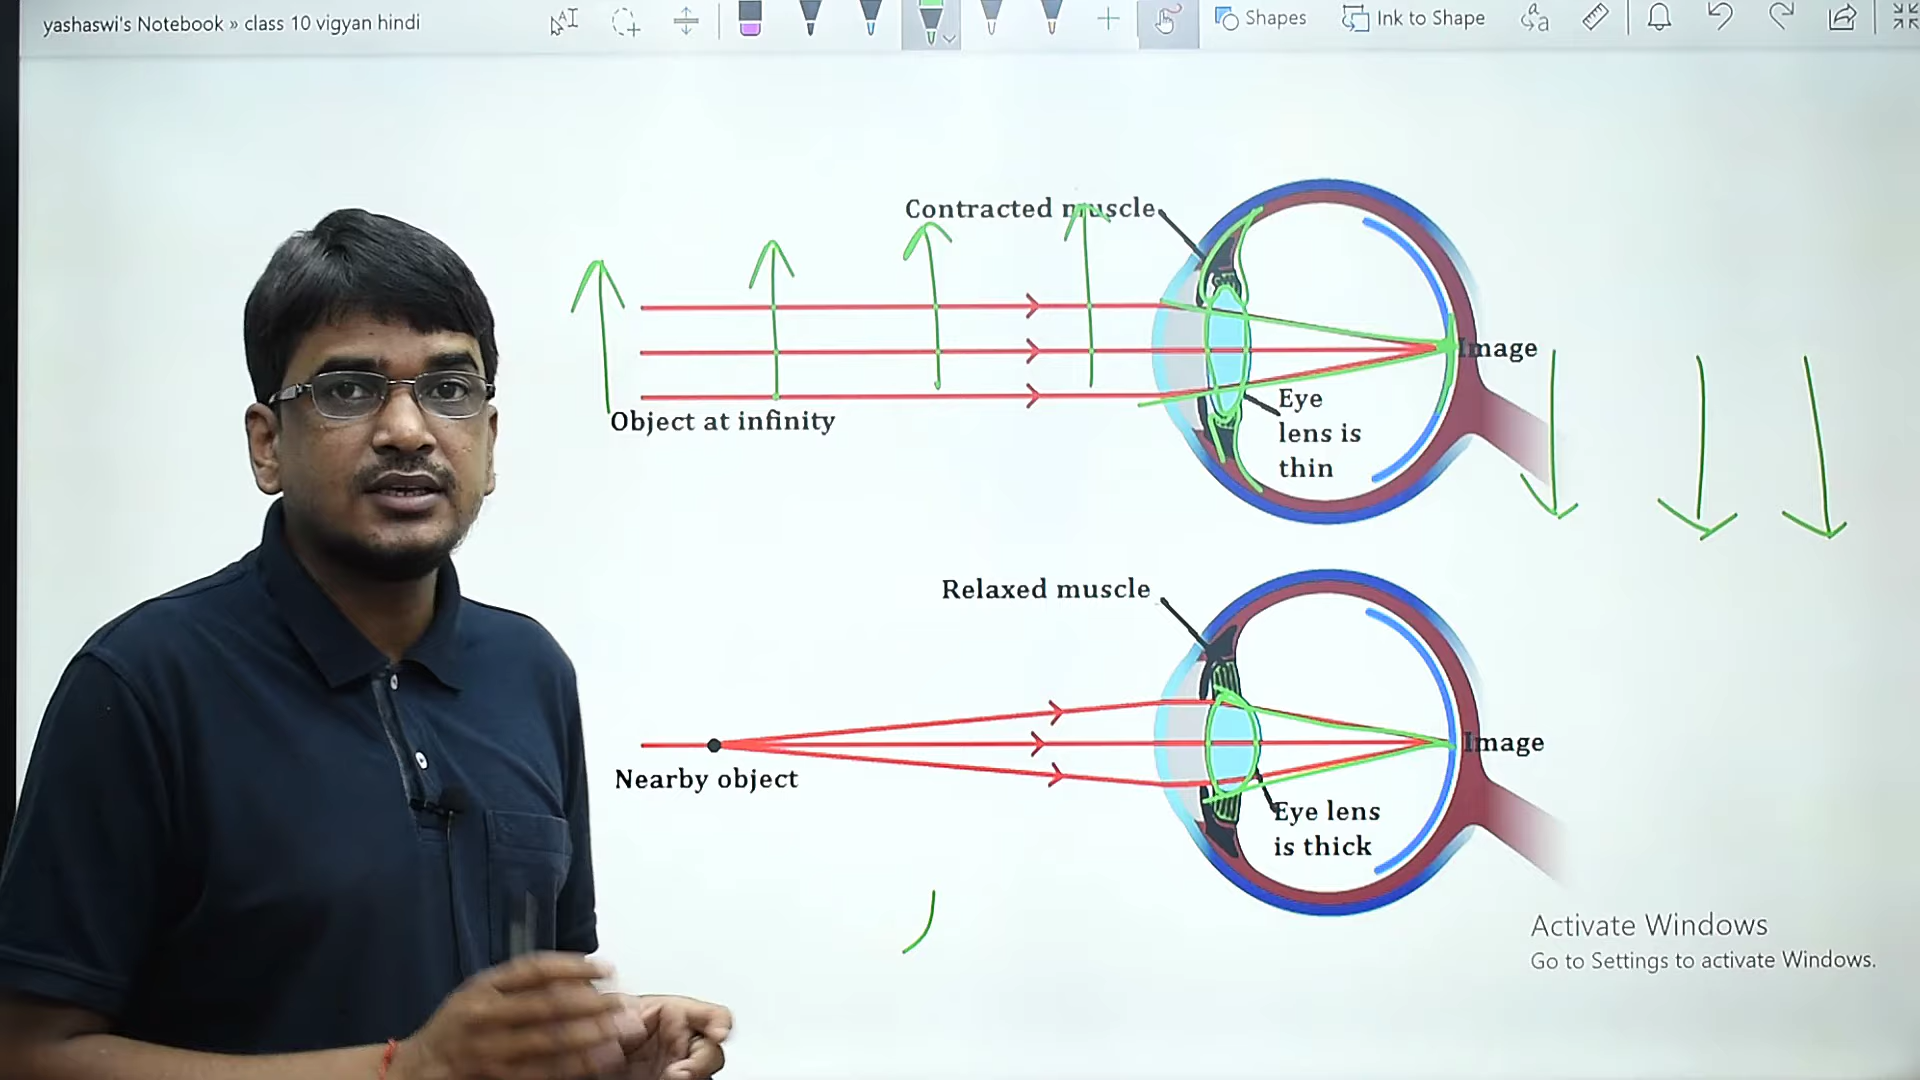 yashaswi's Notebook » class 10 vigyan hindi
Shapes
Ink to Shape
Contracted muscle
Object at infinity
Image
Eye
lens is
thin
Relaxed muscle
Nearby object
Image
Eye lens
is thick
Activate Windows
Go to Settings to activate Windows.